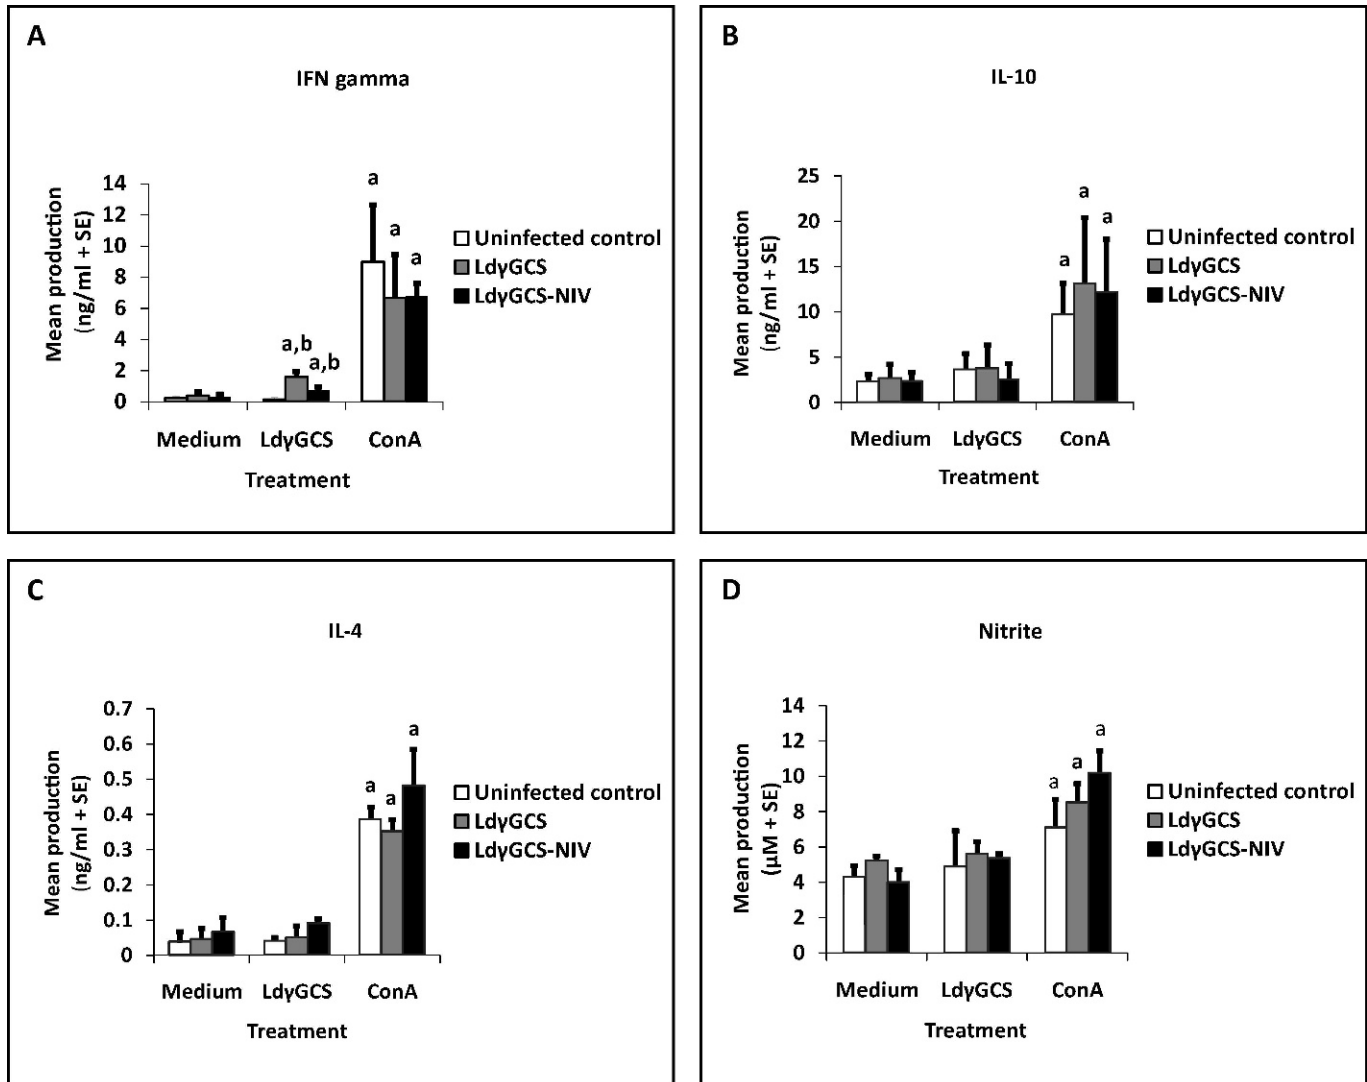 A
IFN gamma
Mean production
(ng/ml + SE)
14
12
10
8
6
4
2
0
a
a
a
a,b
a,b
Medium
LdγGCS
ConA
Treatment
Uninfected control
LdγGCS
LdγGCS-NIV
B
IL-10
Mean production
(ng/ml + SE)
25
20
15
10
5
0
a
a
a
Medium
LdγGCS
ConA
Treatment
Uninfected control
LdγGCS
LdγGCS-NIV
C
IL-4
Mean production
(ng/ml + SE)
0.7
0.6
0.5
0.4
0.3
0.2
0.1
0
a
a
a
Medium
LdγGCS
ConA
Treatment
Uninfected control
LdγGCS
LdγGCS-NIV
D
Nitrite
Mean production
(µM + SE)
14
12
10
8
6
4
2
0
a
a
a
Medium
LdγGCS
ConA
Treatment
Uninfected control
LdγGCS
LdγGCS-NIV